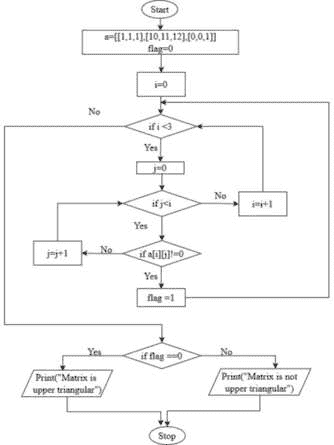 Start
a=[[1,1,1],[10,11,12],[0,0,1]]
flag=0
i=0
No
if i <3
Yes
j=0
if j<i
No
i=i+1
Yes
j=j+1
No
if a[i][j]!=0
Yes
flag =1
Yes
if flag ==0
No
Print("Matrix is
upper triangular")
Print("Matrix is not
upper triangular")
Stop